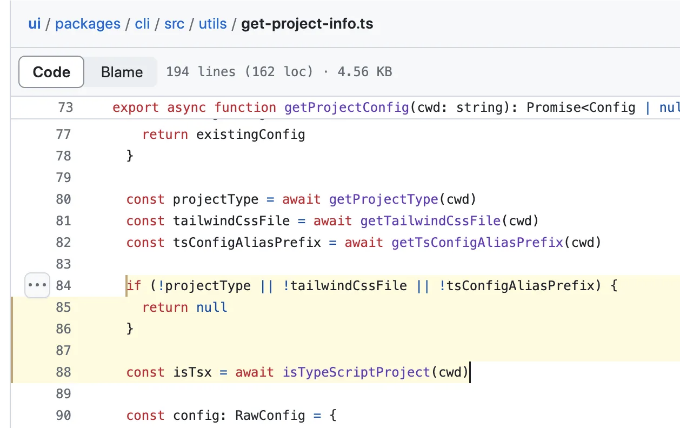 ui / packages / cli / src / utils / get-project-info.ts
Code Blame 194 lines (162 loc) · 4.56 KB
73 export async function getProjectConfig(cwd: string): Promise<Config | nul
77 return existingConfig
78 }
79
80 const projectType = await getProjectType(cwd)
81 const tailwindCssFile = await getTailwindCssFile(cwd)
82 const tsConfigAliasPrefix = await getTsConfigAliasPrefix(cwd)
83
84 if (!projectType || !tailwindCssFile || !tsConfigAliasPrefix) {
85 return null
86 }
87
88 const isTsx = await isTypeScriptProject(cwd)
89
90 const config: RawConfig = {